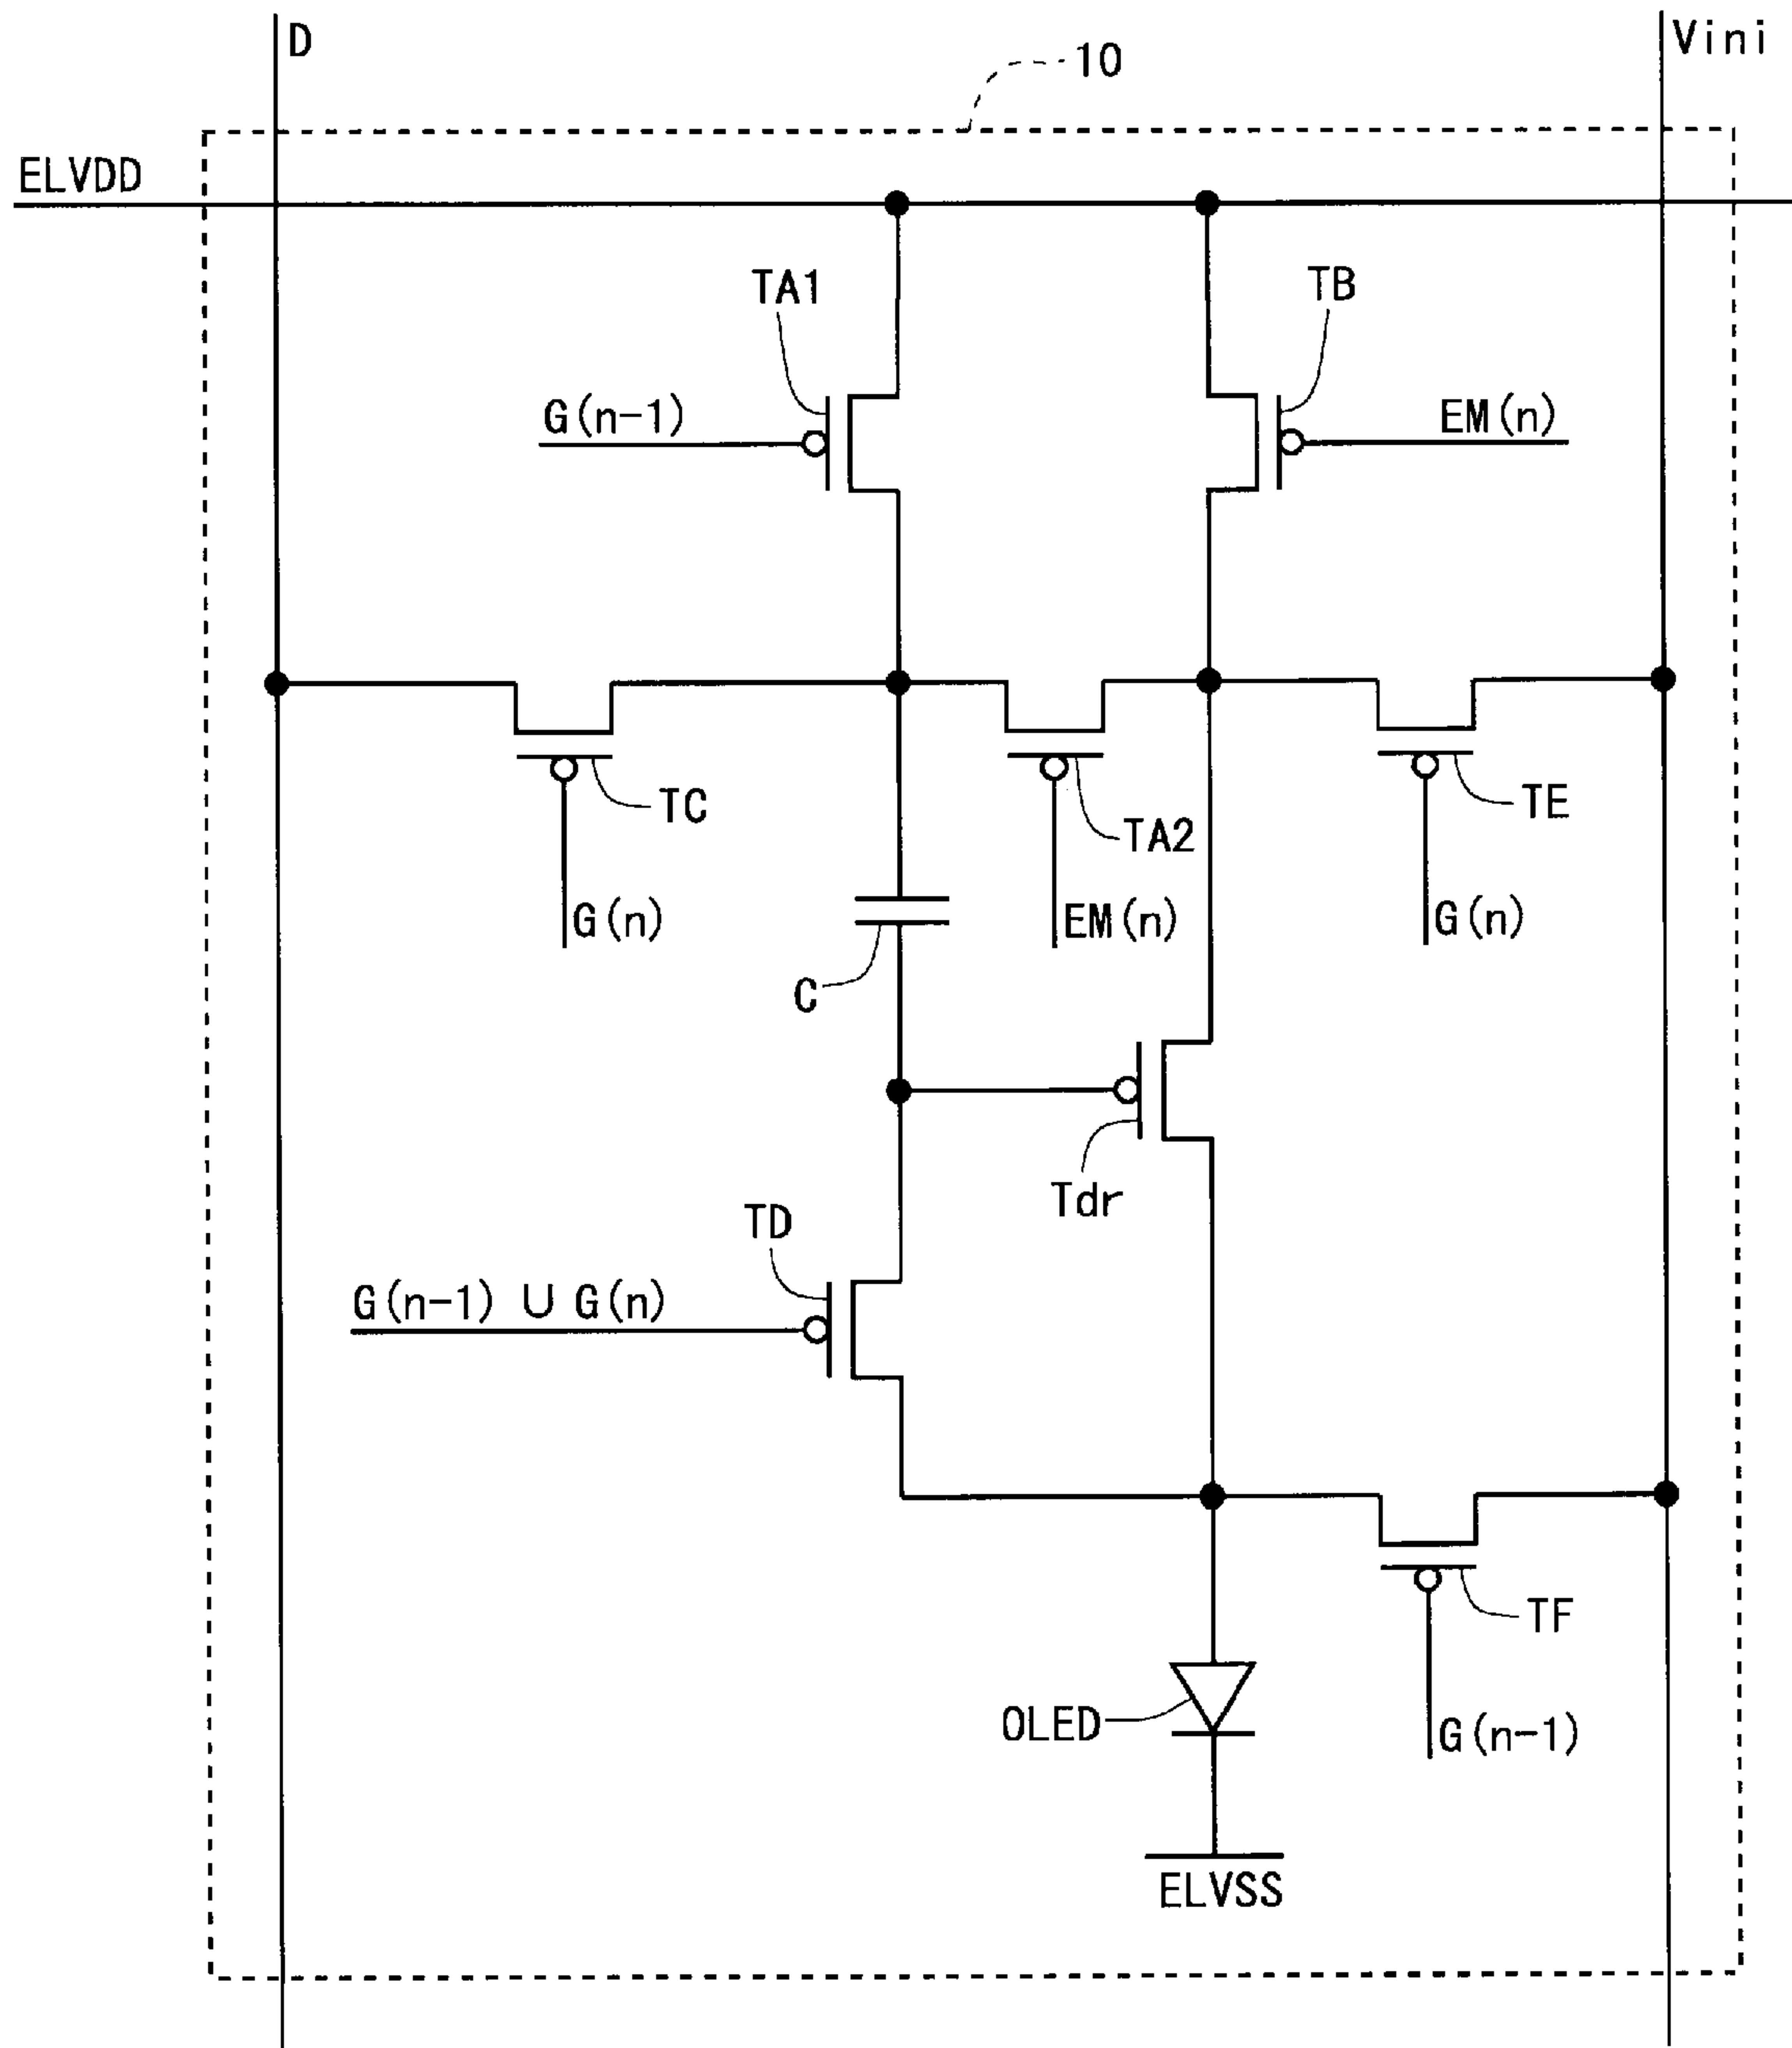 D
Vini
10
ELVDD
TA1
TB
G(n-1)
EM(n)
TC
TA2
TE
G(n)
EM(n)
G(n)
C
Tdr
TD
G(n-1) ∪ G(n)
TF
OLED
G(n-1)
ELVSS